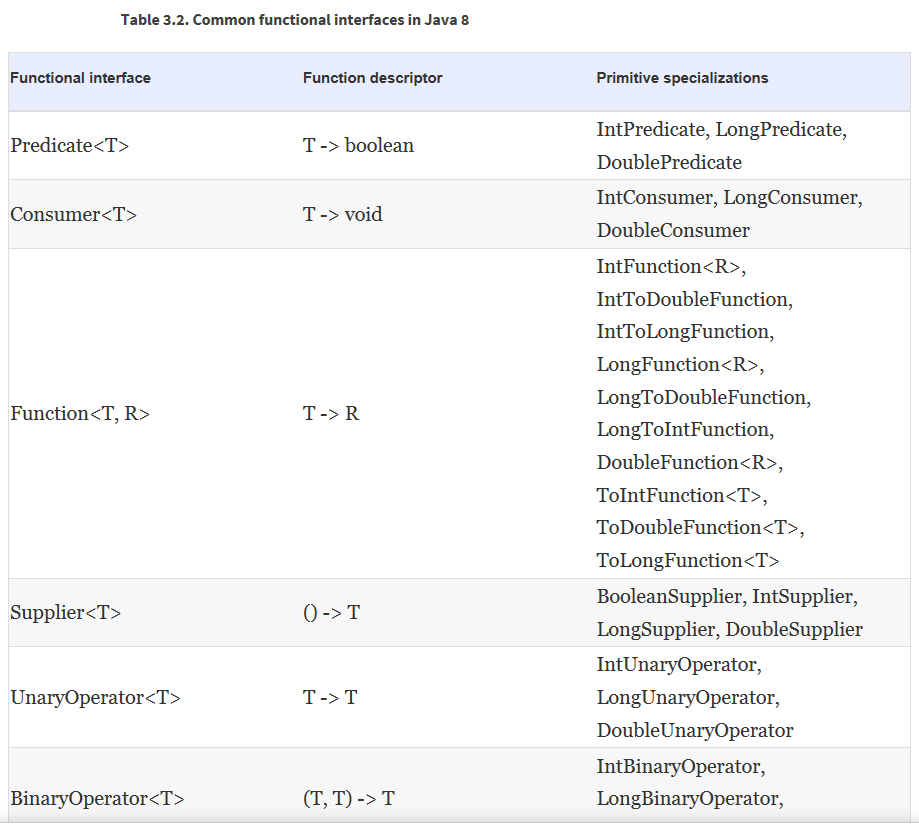 Table 3.2. Common functional interfaces in Java 8
Functional interface Function descriptor Primitive specializations
Predicate<T> T -> boolean IntPredicate, LongPredicate,
DoublePredicate
Consumer<T> T -> void IntConsumer, LongConsumer,
DoubleConsumer
Function<T, R> T -> R IntFunction<R>,
IntToDoubleFunction,
IntToLongFunction,
LongFunction<R>,
LongToDoubleFunction,
LongToIntFunction,
DoubleFunction<R>,
ToIntFunction<T>,
ToDoubleFunction<T>,
ToLongFunction<T>
Supplier<T> () -> T BooleanSupplier, IntSupplier,
LongSupplier, DoubleSupplier
UnaryOperator<T> T -> T IntUnaryOperator,
LongUnaryOperator,
DoubleUnaryOperator
BinaryOperator<T> (T, T) -> T IntBinaryOperator,
LongBinaryOperator,